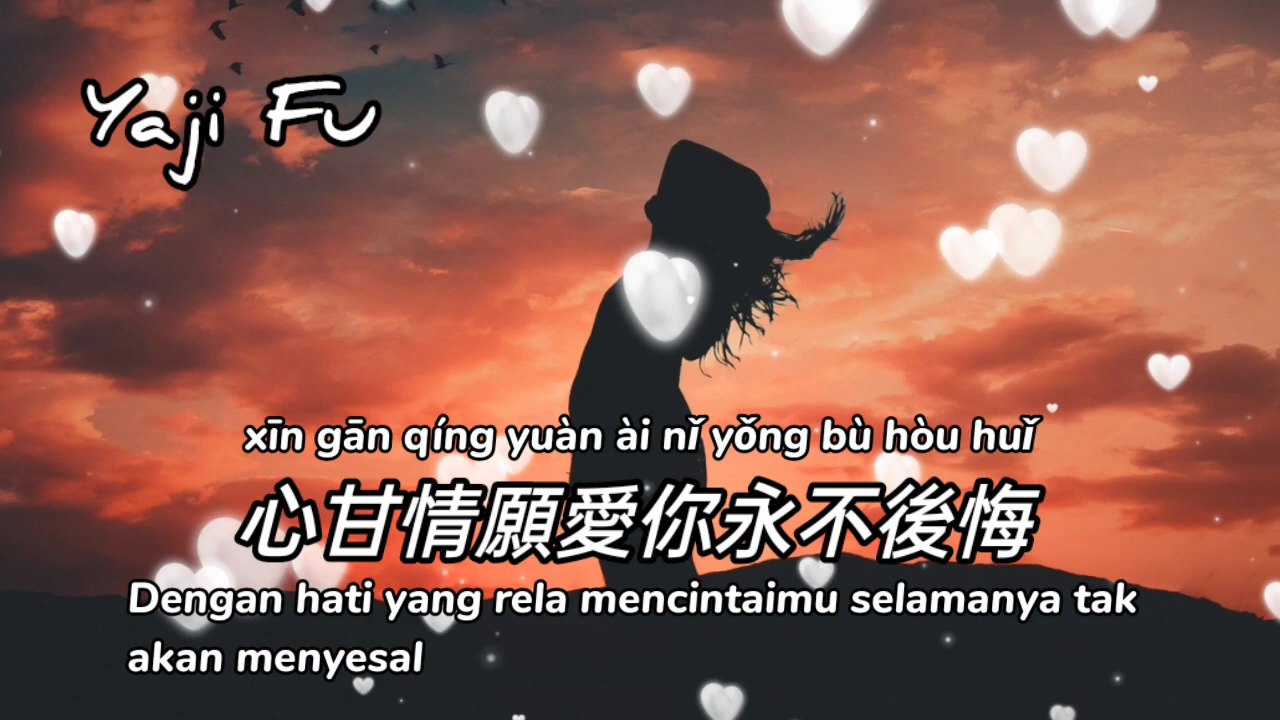 Yaji Fu
xīn gān qíng yuàn ài nǐ yǒng bù hòu huǐ
心甘情願愛你永不後悔
Dengan hati yang rela mencintaimu selamanya tak
akan menyesal